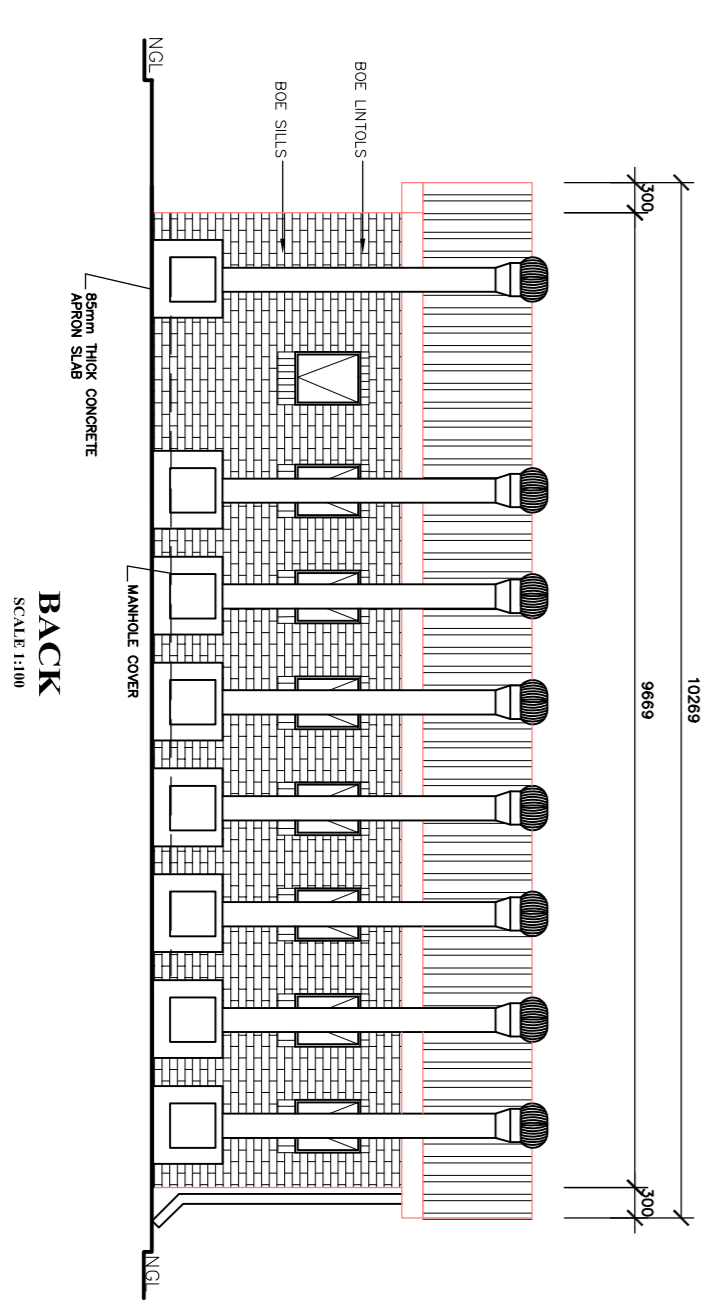 10269
300
9669
300
BOE LINTOLS
BOE SILLS
NGL
NGL
85mm THICK CONCRETE
APRON SLAB
MANHOLE COVER
BACK
SCALE 1:100